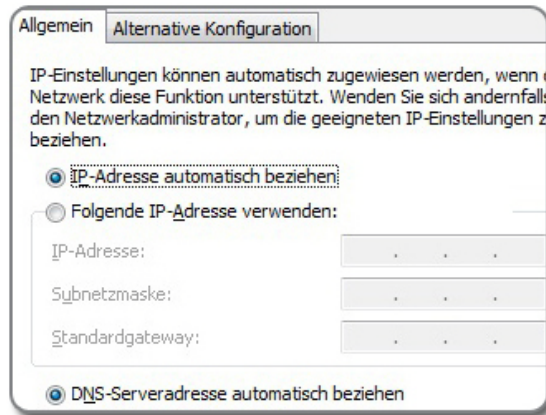 Allgemein Alternative Konfiguration
IP-Einstellungen können automatisch zugewiesen werden, wenn
Netzwerk diese Funktion unterstützt. Wenden Sie sich andernfalls
den Netzwerkadministrator, um die geeigneten IP-Einstellungen
beziehen.
IP-Adresse automatisch beziehen
Folgende IP-Adresse verwenden:
IP-Adresse: . . .
Subnetzmaske: . . .
Standardgateway: . . .
DNS-Serveradresse automatisch beziehen